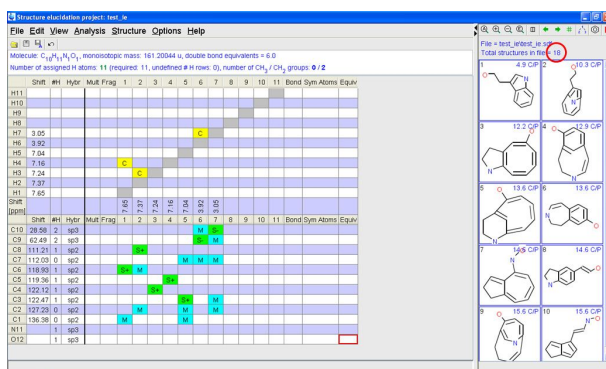 Structure elucidation project: test_ie
File Edit View Analysis Structure Options Help
Molecule: C10H11N1O1, monoisotopic mass: 161.20044 u, double bond equivalents = 6.0
Number of assigned H atoms: 11 (required: 11, undefined # H rows: 0), number of CH3 / CH2 groups: 0 / 2
Shift #H Hybr Mult Frag 1 2 3 4 5 6 7 8 9 10 11 Bond Sym Atoms Equiv
H11
H10
H9
H8
H7 3.05 C
H6 3.92
H5 7.04
H4 7.16 C
H3 7.24 C
H2 7.37
H1 7.65
Shift [ppm] 7.65 7.37 7.24 7.16 7.04 3.92 3.05
Shift #H Hybr Mult Frag 1 2 3 4 5 6 7 8 9 10 11 Bond Sym Atoms Equiv
C10 28.58 2 sp3 M S-
C9 62.49 2 sp3 S- M
C8 111.21 1 sp2 S+
C7 112.03 0 sp2 M M M
C6 118.93 1 sp2 S+ M
C5 119.36 1 sp2 S+
C4 122.12 1 sp2 S+
C3 122.47 1 sp2 S+ M
C2 127.23 0 sp2 M M M
C1 136.38 0 sp2 M M
N11 1 sp3
O12 1 sp3
File = test_ie\test_ie.sdf
Total structures in file = 18
1 4.9 C/P 2 10.3 C/P
O N O N
3 12.2 C/P 4 12.9 C/P
O N O N
5 13.6 C/P 6 13.6 C/P
O N N O
7 14.6 C/P 8 14.6 C/P
N O N O
9 15.6 C/P 10 15.6 C/P
O N N O